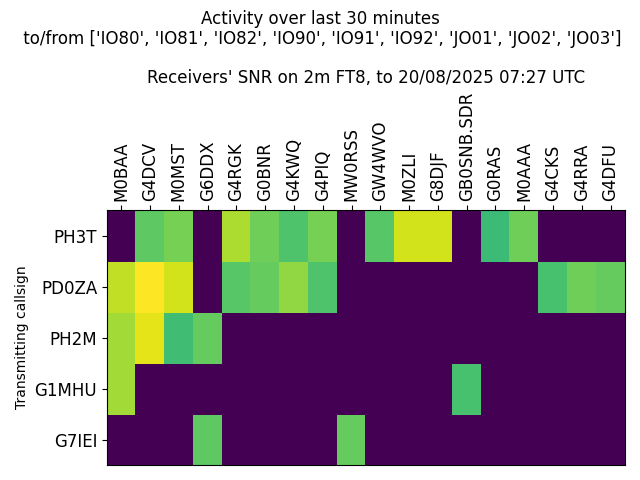 Activity over last 30 minutes
to/from ['IO80', 'IO81', 'IO82', 'IO90', 'IO91', 'IO92', 'JO01', 'JO02', 'JO03']
Receivers' SNR on 2m FT8, to 20/08/2025 07:27 UTC
M0BAA
G4DCV
M0MST
G6DDX
G4RGK
G0BNR
G4KWQ
G4PIQ
MW0RSS
GW4WVO
M0ZLI
G8DJF
GB0SNB.SDR
G0RAS
M0AAA
G4CKS
G4RRA
G4DFU
Transmitting callsign
PH3T
PD0ZA
PH2M
G1MHU
G7IEI